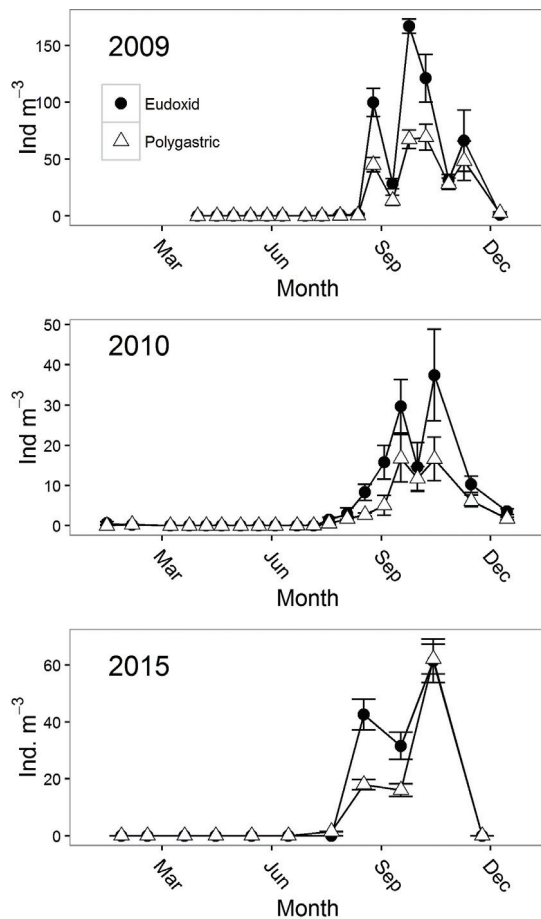 2009
Eudoxid
Polygastric
Ind m⁻³
150
100
50
0
Mar
Jun
Sep
Dec
Month
2010
Ind m⁻³
50
40
30
20
10
0
Mar
Jun
Sep
Dec
Month
2015
Ind. m⁻³
60
40
20
0
Mar
Jun
Sep
Dec
Month